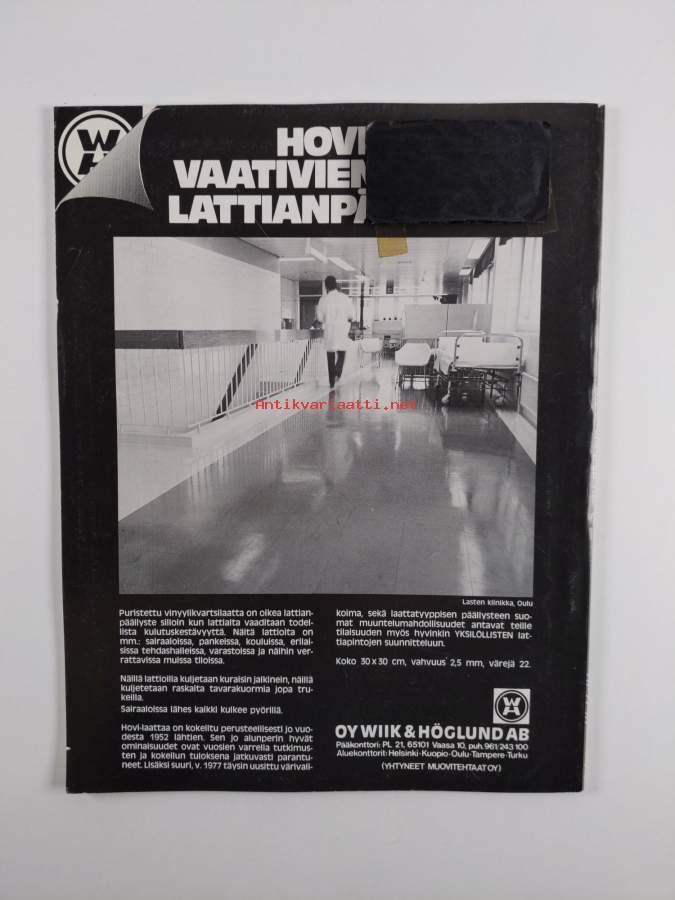 HOVI
VAATIVIEN
LATTIANPÄ
Antikvariaatti.net
Lasten klinikka, Oulu
Puristettu vinyylikvartsilaatta on oikea lattian-
päällyste silloin kun lattialta vaaditaan todel-
lista kulutuskestävyyttä. Näitä lattioita on
mm.: sairaaloissa, pankeissa, kouluissa, erilai-
sissa tehdashalleissa, varastoissa ja näihin ver-
rattavissa muissa tiloissa.
Näillä lattioilla kuljetaan kuraisin jalkinein, näillä
kuljetetaan raskaita tavarakuormia jopa tru-
keilla.
Sairaaloissa lähes kaikki kulkee pyörillä.
Hovi-laattaa on kokeiltu perusteellisesti jo vuo-
desta 1952 lähtien. Sen jo alunperin hyvät
ominaisuudet ovat vuosien varrella tutkimus-
ten ja kokeilun tuloksena jatkuvasti parantu-
neet. Lisäksi suuri, v. 1977 täysin uusittu värivali-
koima, sekä laattatyyppisen päällysteen suo-
mat muuntelumahdollisuudet antavat teille
tilaisuuden myös hyvinkin YKSILÖLLISTEN lat-
tiapintojen suunnitteluun.
Koko 30 x 30 cm, vahvuus 2,5 mm, värejä 22.
OY WIIK & HÖGLUND AB
Pääkonttori: PL 21, 65101 Vaasa 10, puh. 961/243 100
Aluekonttorit: Helsinki-Kuopio-Oulu-Tampere-Turku
(YHTYNEET MUOVITEHTAAT OY)